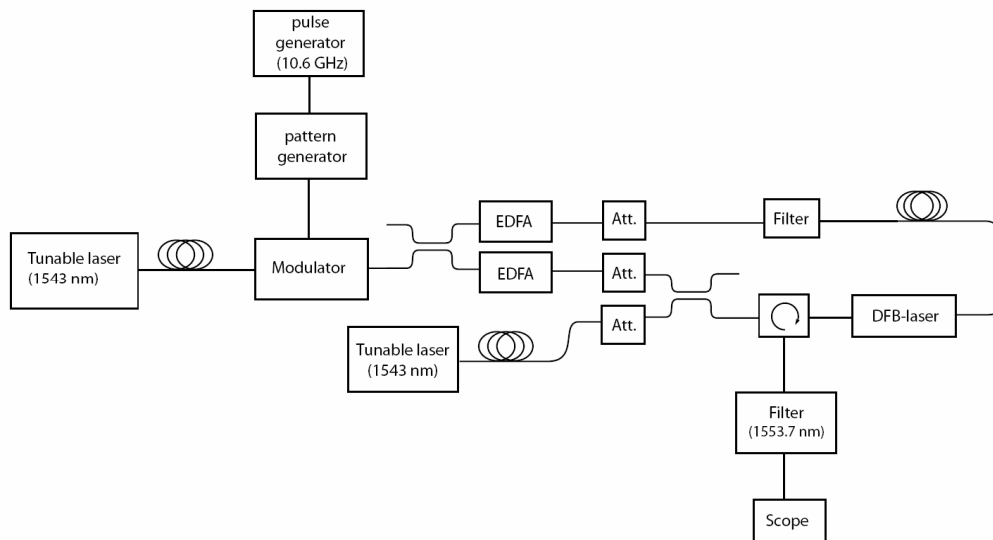 pulse
generator
(10.6 GHz)
pattern
generator
Tunable laser
(1543 nm)
Modulator
EDFA
Att.
Filter
EDFA
Att.
Tunable laser
(1543 nm)
Att.
DFB-laser
Filter
(1553.7 nm)
Scope